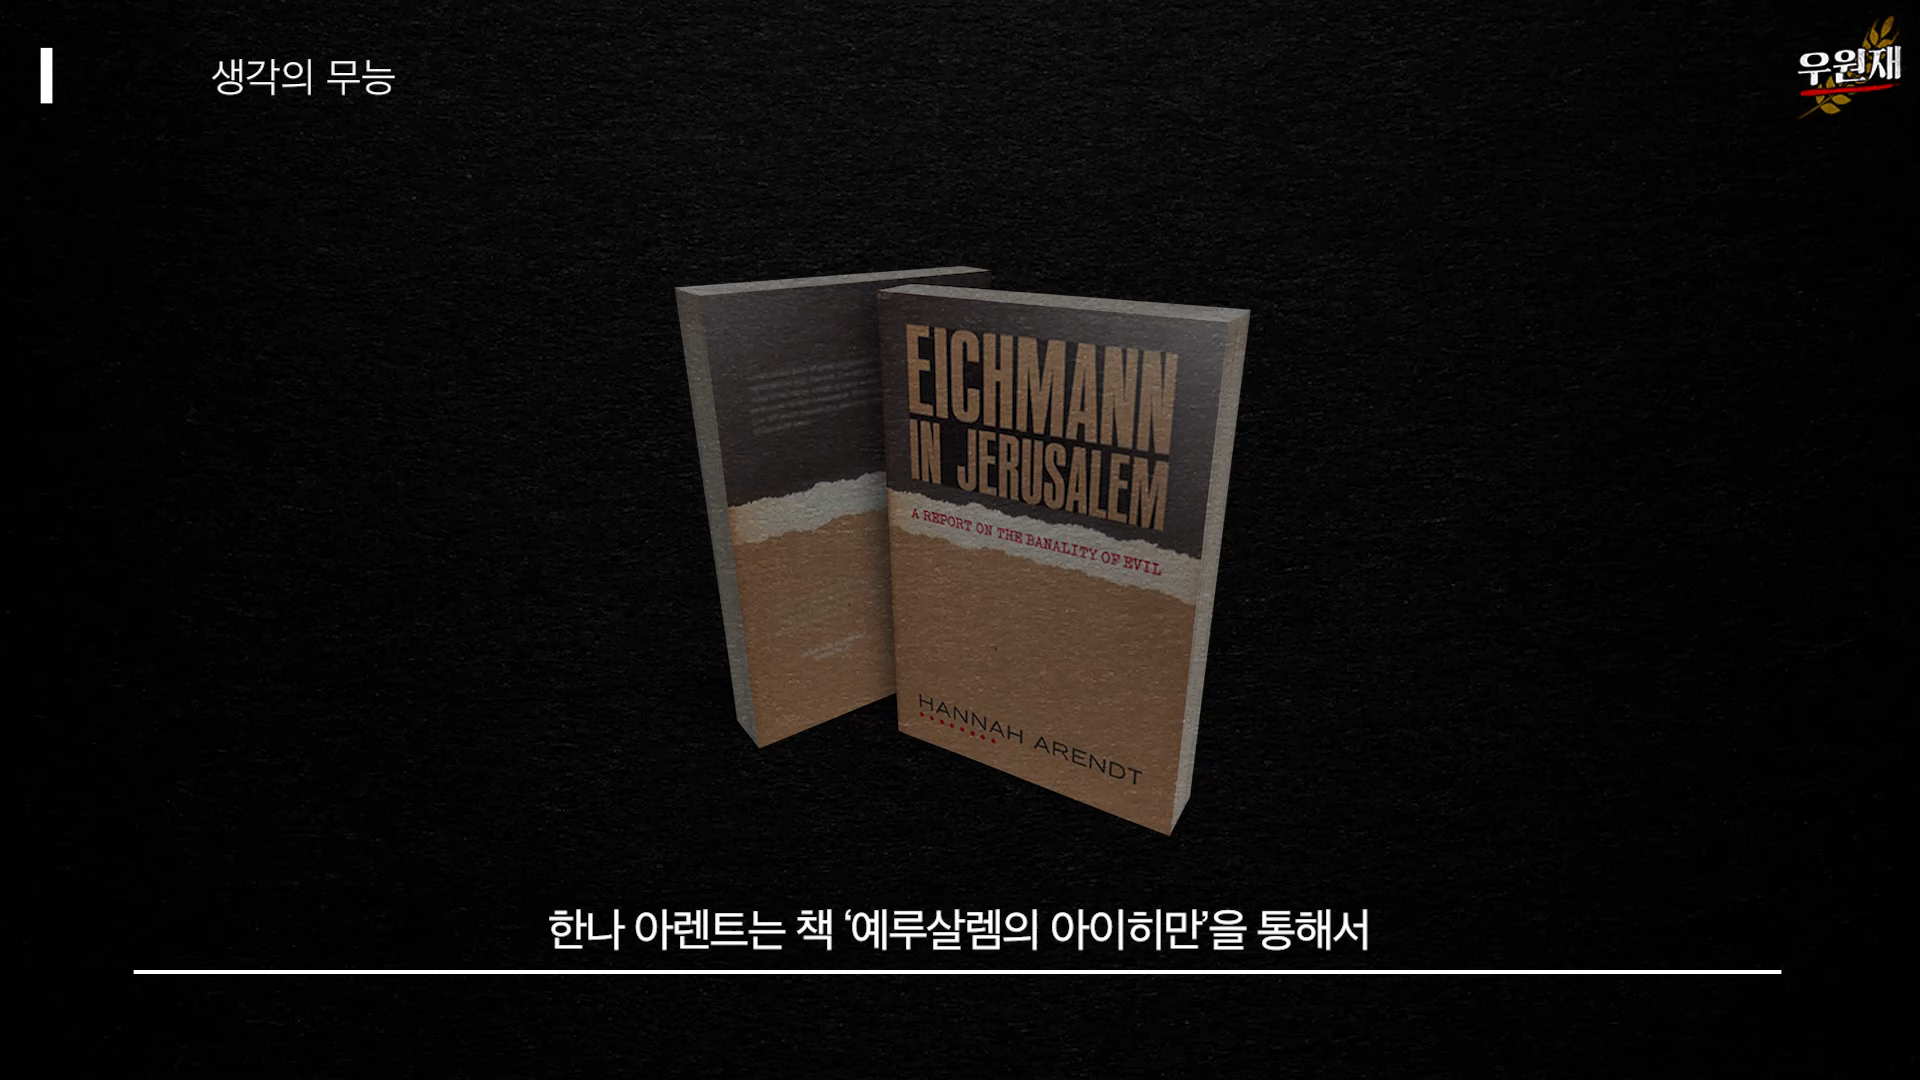 생각의 무능
우원재
EICHMANN
IN JERUSALEM
A REPORT ON THE BANALITY OF EVIL
HANNAH ARENDT
한나 아렌트는 책 ‘예루살렘의 아이히만’을 통해서